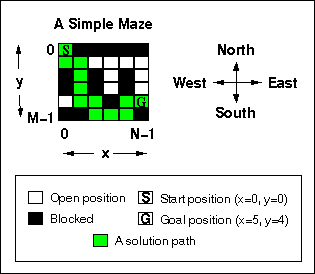 A Simple Maze
0 S
North
y
West East
G
South
M-1
0 N-1
x
Open position
S Start position (x=0, y=0)
Blocked
G Goal position (x=5, y=4)
A solution path